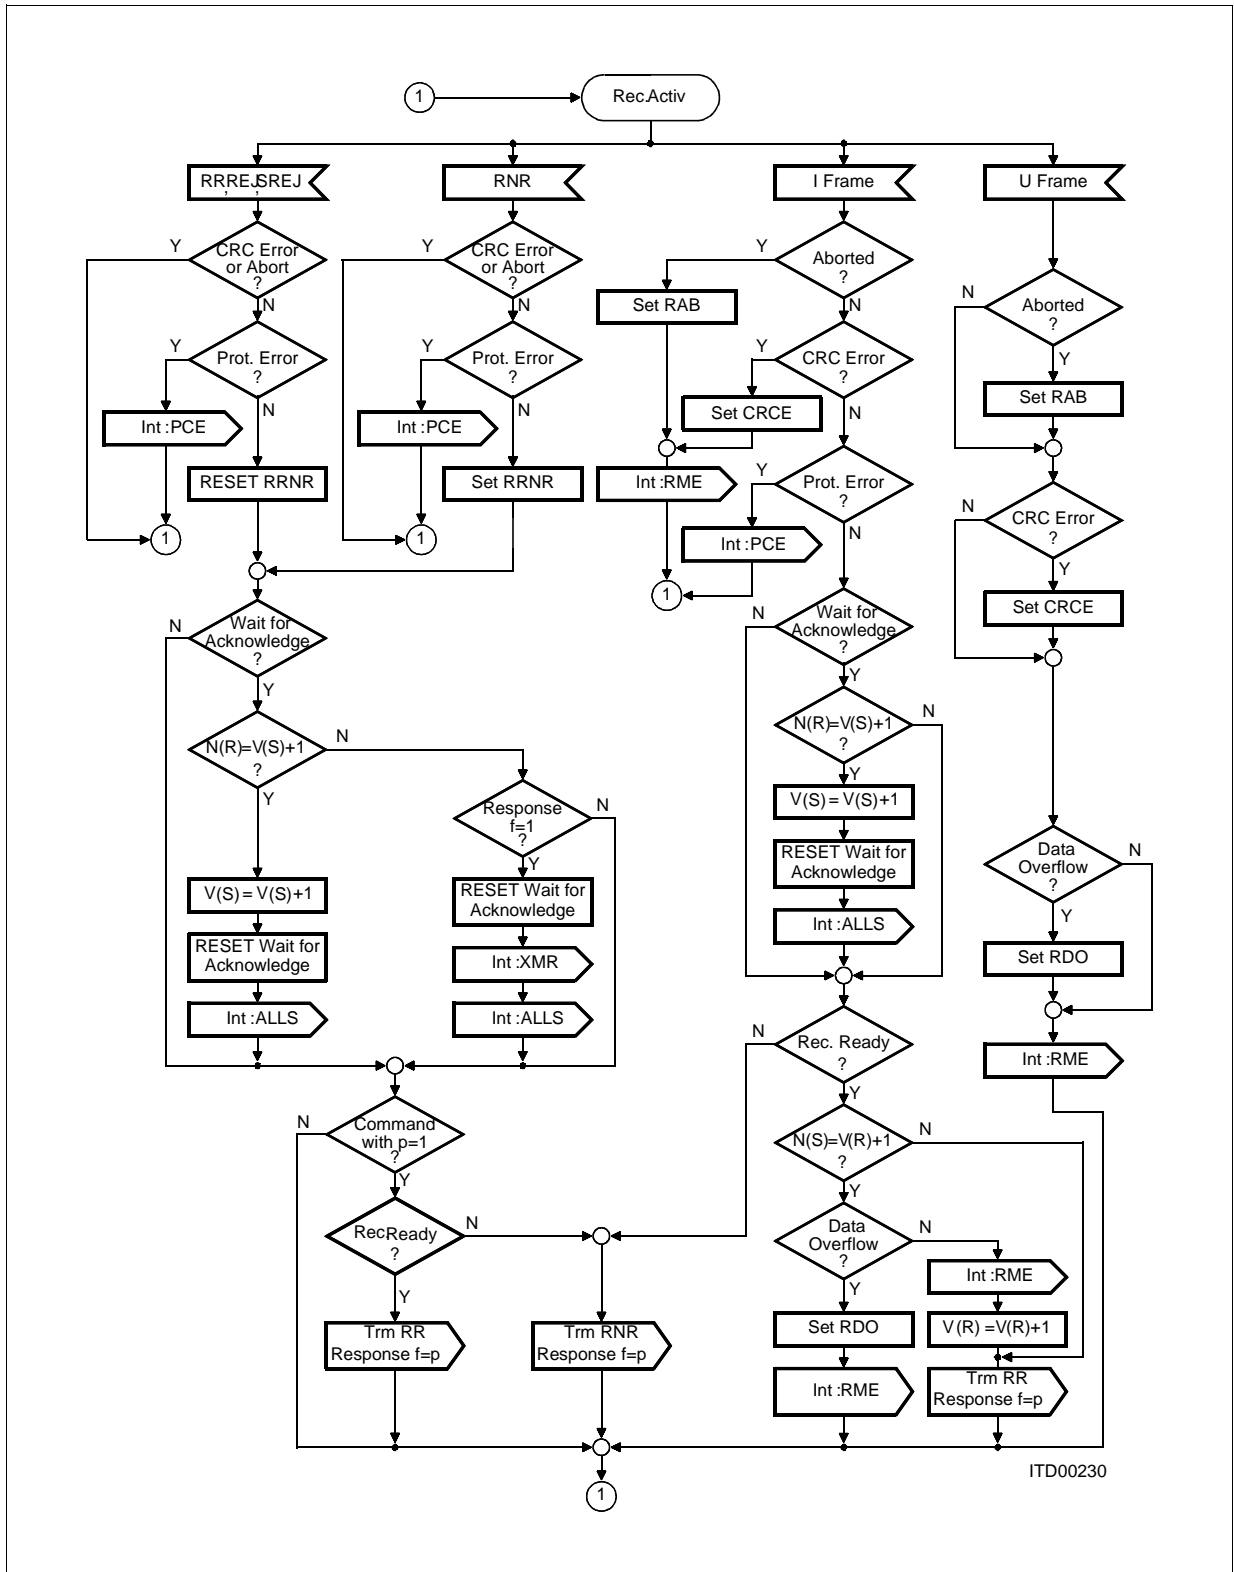 1
Rec.Activ
RR,REJ,SREJ
RNR
I Frame
U Frame
Y
CRC Error
or Abort
?
N
Y
CRC Error
or Abort
?
N
Y
Aborted
?
N
Set RAB
N
Aborted
?
Y
Set RAB
Y
Prot. Error
?
N
Int :PCE
RESET RRNR
1
Y
Prot. Error
?
N
Int :PCE
Set RRNR
1
Y
CRC Error
?
N
Set CRCE
Int :RME
Y
Prot. Error
?
N
Int :PCE
1
N
CRC Error
?
Y
Set CRCE
N
Wait for
Acknowledge
?
Y
N(R)=V(S)+1
?
N
Y
Response
f=1
?
N
Y
V(S) = V(S)+1
RESET Wait for
Acknowledge
Int :ALLS
RESET Wait for
Acknowledge
Int :XMR
Int :ALLS
N
Wait for
Acknowledge
?
Y
N(R)=V(S)+1
?
N
Y
V(S) = V(S)+1
RESET Wait for
Acknowledge
Int :ALLS
Data
Overflow
?
N
Y
Set RDO
Int :RME
N
Command
with p=1
?
Y
RecReady
?
N
Y
Trm RR
Response f=p
Trm RNR
Response f=p
N
Rec. Ready
?
Y
N(S)=V(R)+1
?
N
Y
Data
Overflow
?
N
Y
Set RDO
Int :RME
Int :RME
V(R) =V(R)+1
Trm RR
Response f=p
1
ITD00230